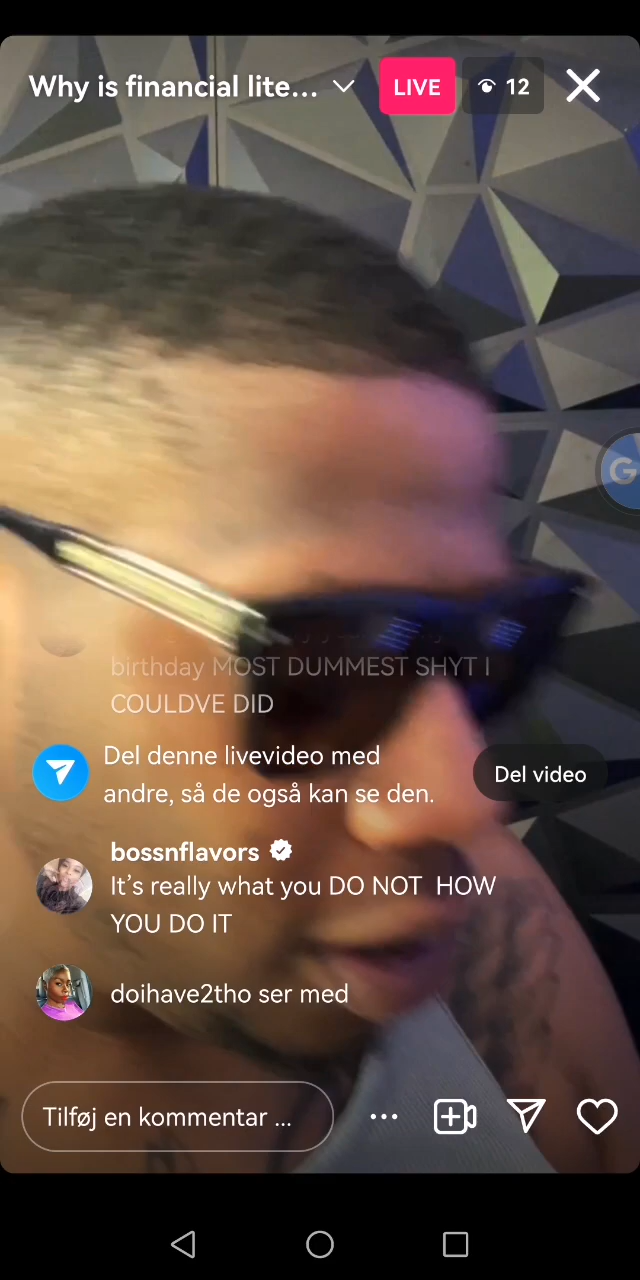 Why is financial lite...
LIVE
12
birthday MOST DUMMEST SHYT I
COULDVE DID
Del denne livevideo med
andre, så de også kan se den.
Del video
bossnflavors
It's really what you DO NOT  HOW
YOU DO IT
doihave2tho ser med
Tilføj en kommentar ...
G